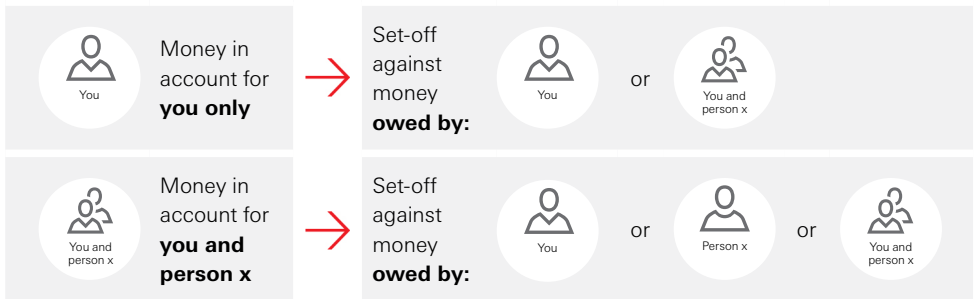 You
Money in
account for
you only
Set-off
against
money
owed by:
You
or
You and
person x
You and
person x
Money in
account for
you and
person x
Set-off
against
money
owed by:
You
or
Person x
or
You and
person x